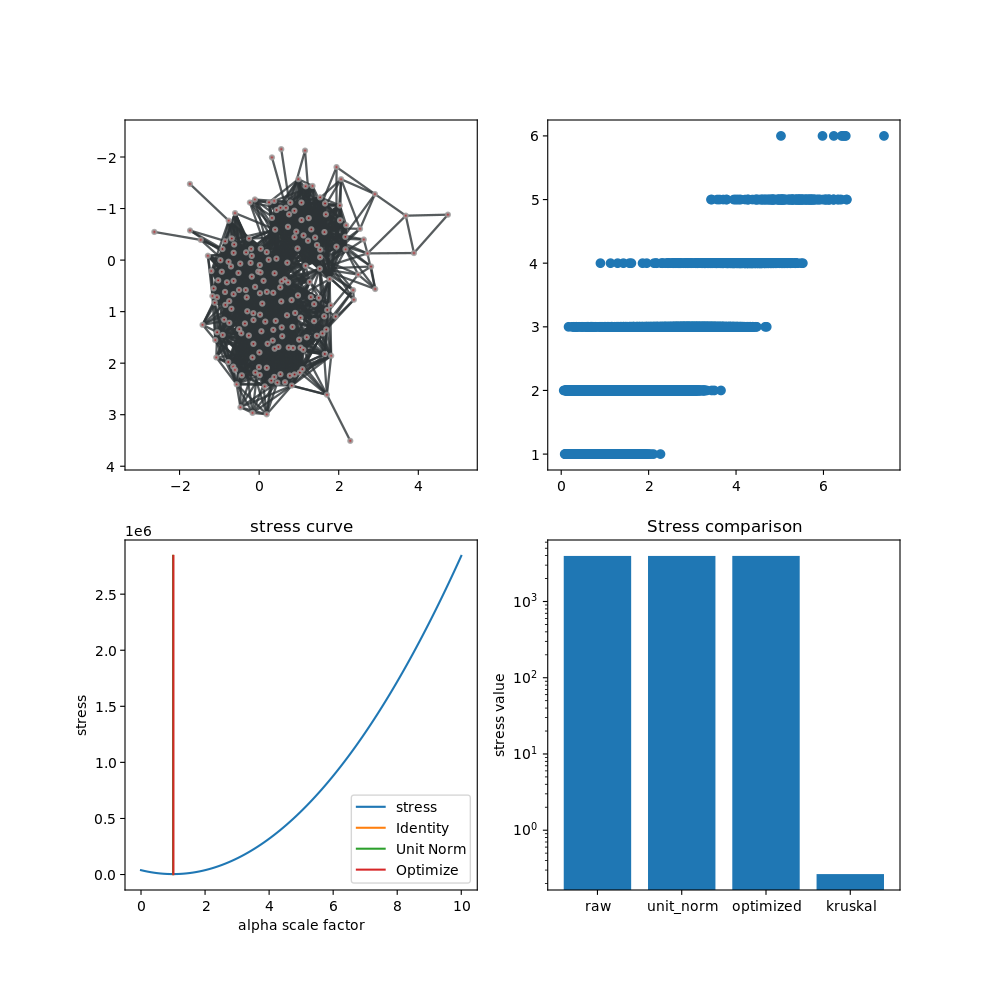 −2
−1
0
1
2
3
4
−2 0 2 4
6
5
4
3
2
1
0 2 4 6
stress curve
1e6
2.5
2.0
1.5
1.0
0.5
0.0
stress
0 2 4 6 8 10
alpha scale factor
stress
Identity
Unit Norm
Optimize
Stress comparison
10³
10²
10¹
10⁰
stress value
raw unit_norm optimized kruskal